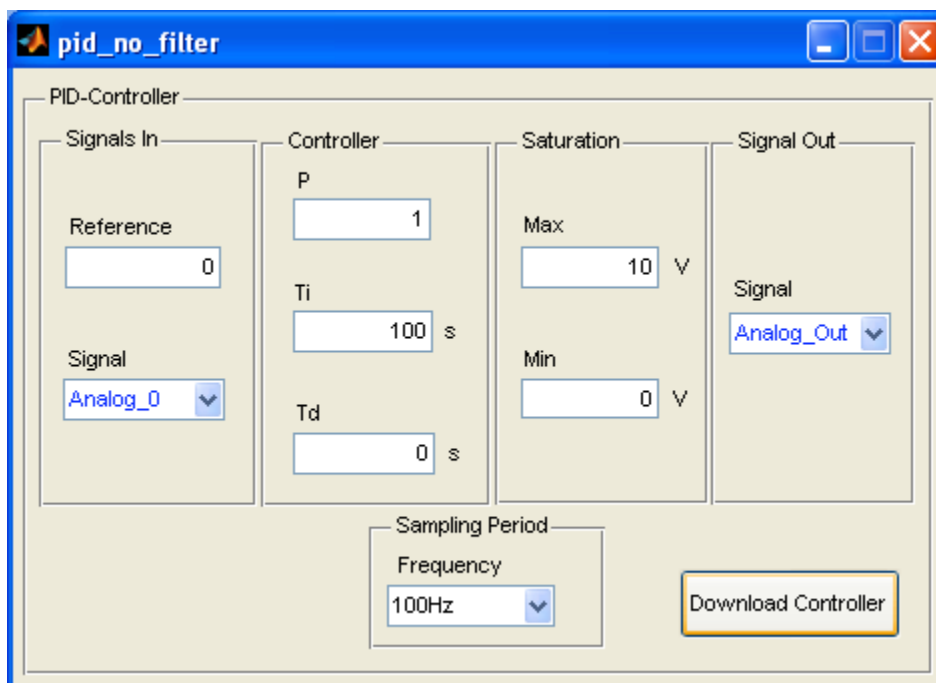 pid_no_filter
PID-Controller
Signals In
Reference
0
Signal
Analog_0
Controller
P
1
Ti
100 s
Td
0 s
Saturation
Max
10 V
Min
0 V
Signal Out
Signal
Analog_Out
Sampling Period
Frequency
100Hz
Download Controller